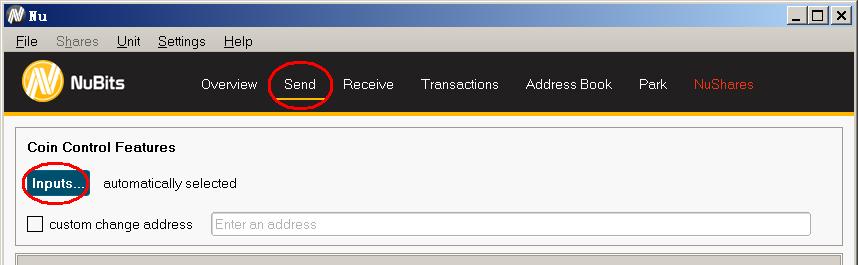 Nu
File Shares Unit Settings Help
NuBits Overview Send Receive Transactions Address Book Park NuShares
Coin Control Features
Inputs... automatically selected
custom change address Enter an address